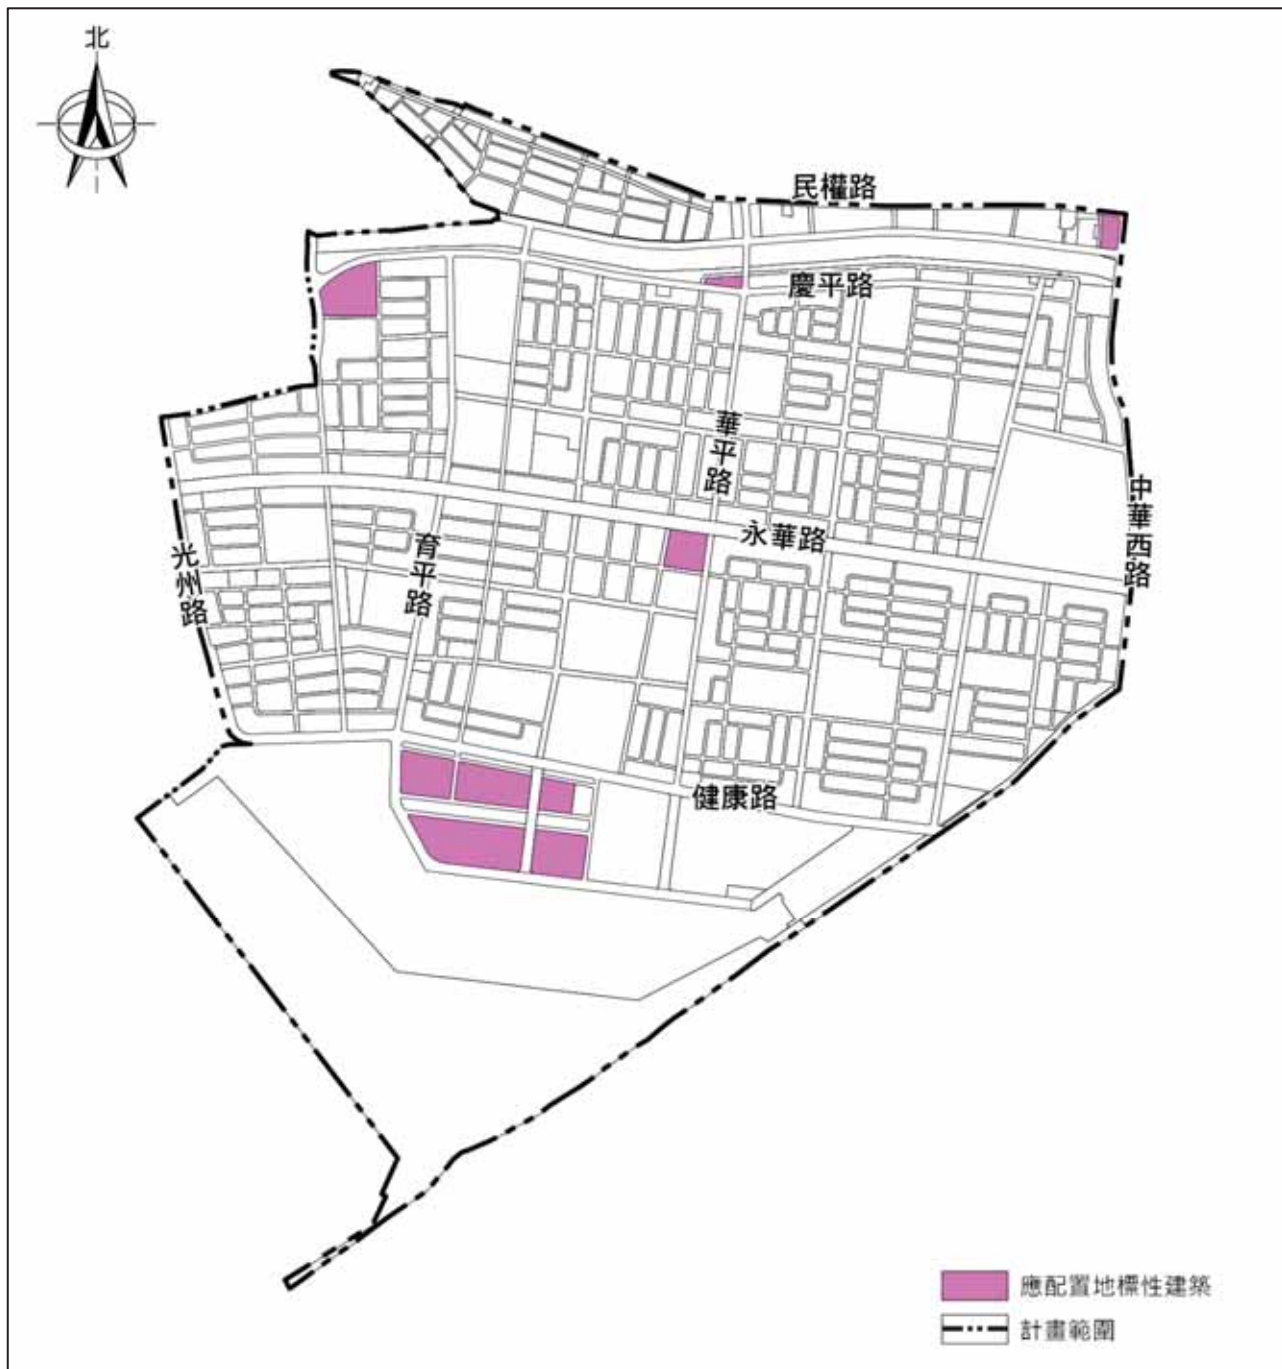 北
民權路
慶平路
華平路
永華路
中華西路
育平路
光州路
健康路
應配置地標性建築
計畫範圍